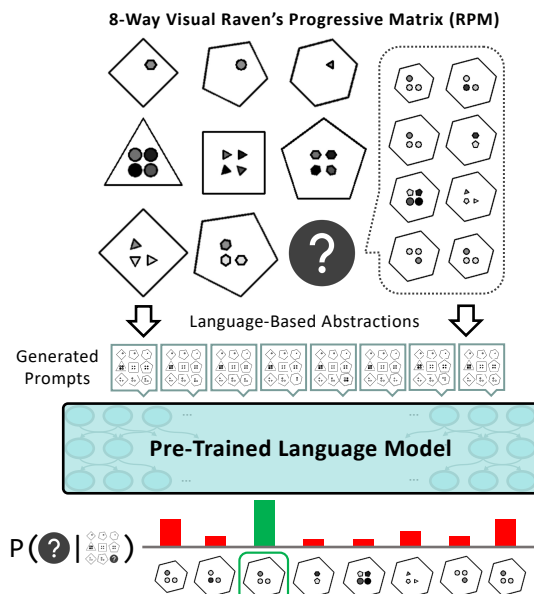 8-Way Visual Raven's Progressive Matrix (RPM)
?
Language-Based Abstractions
Generated
Prompts
... ...
Pre-Trained Language Model
... ...
P(?| )